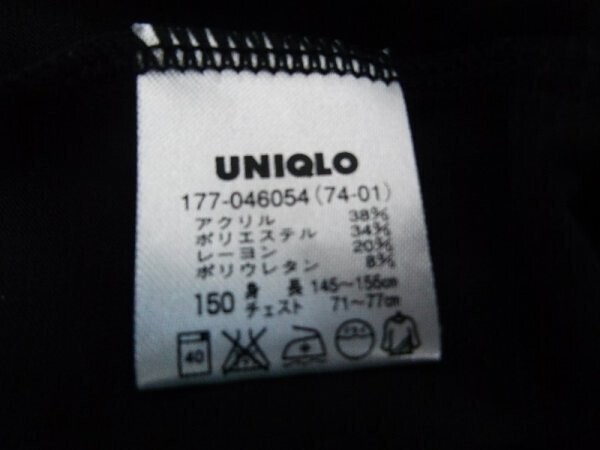 UNIQLO
177-046054(74-01)
アクリル 38%
ポリエステル 34%
レーヨン 20%
ポリウレタン 8%
150 身長 145~155cm
チェスト 71~77cm
40